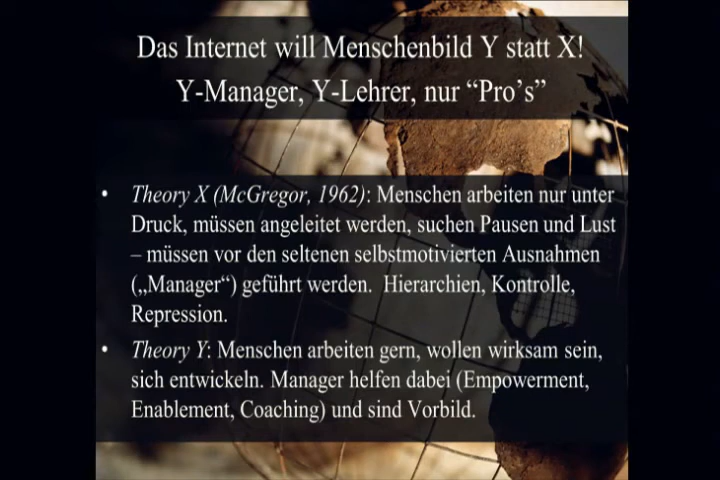 Das Internet will Menschenbild Y statt X!
Y-Manager, Y-Lehrer, nur “Pro’s”
• Theory X (McGregor, 1962): Menschen arbeiten nur unter
Druck, müssen angeleitet werden, suchen Pausen und Lust
– müssen vor den seltenen selbstmotivierten Ausnahmen
(„Manager“) geführt werden. Hierarchien, Kontrolle,
Repression.
• Theory Y: Menschen arbeiten gern, wollen wirksam sein,
sich entwickeln. Manager helfen dabei (Empowerment,
Enablement, Coaching) und sind Vorbild.